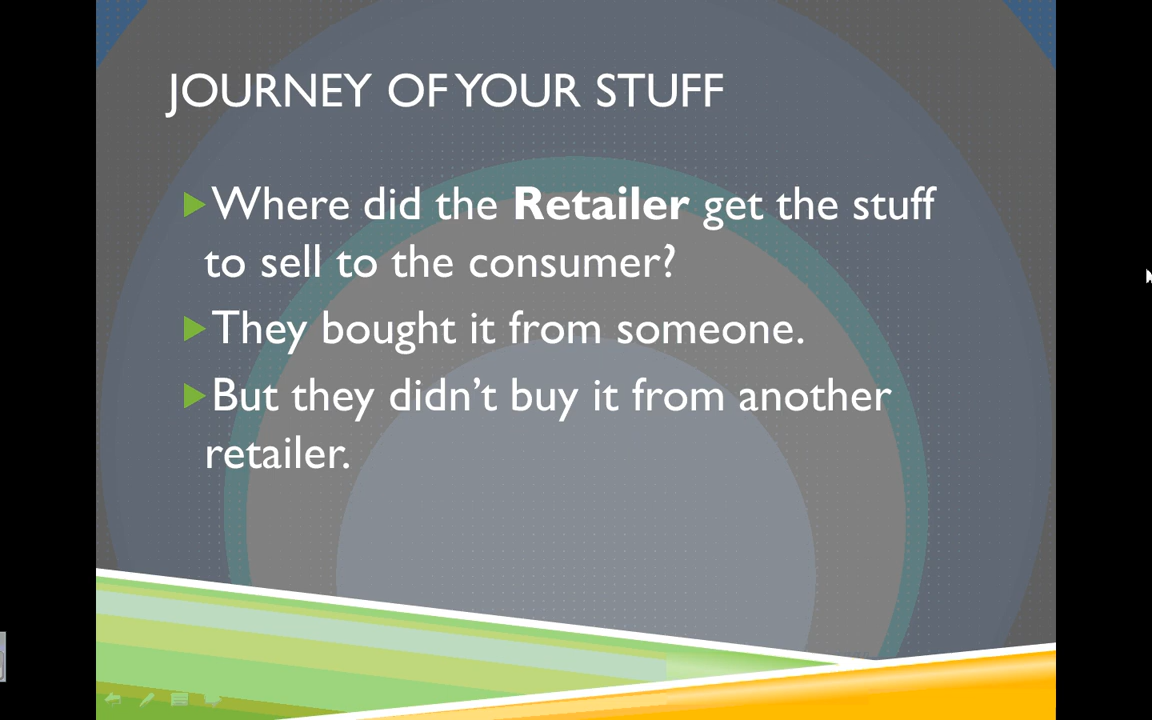 JOURNEY OF YOUR STUFF
Where did the Retailer get the stuff
to sell to the consumer?
They bought it from someone.
But they didn't buy it from another
retailer.